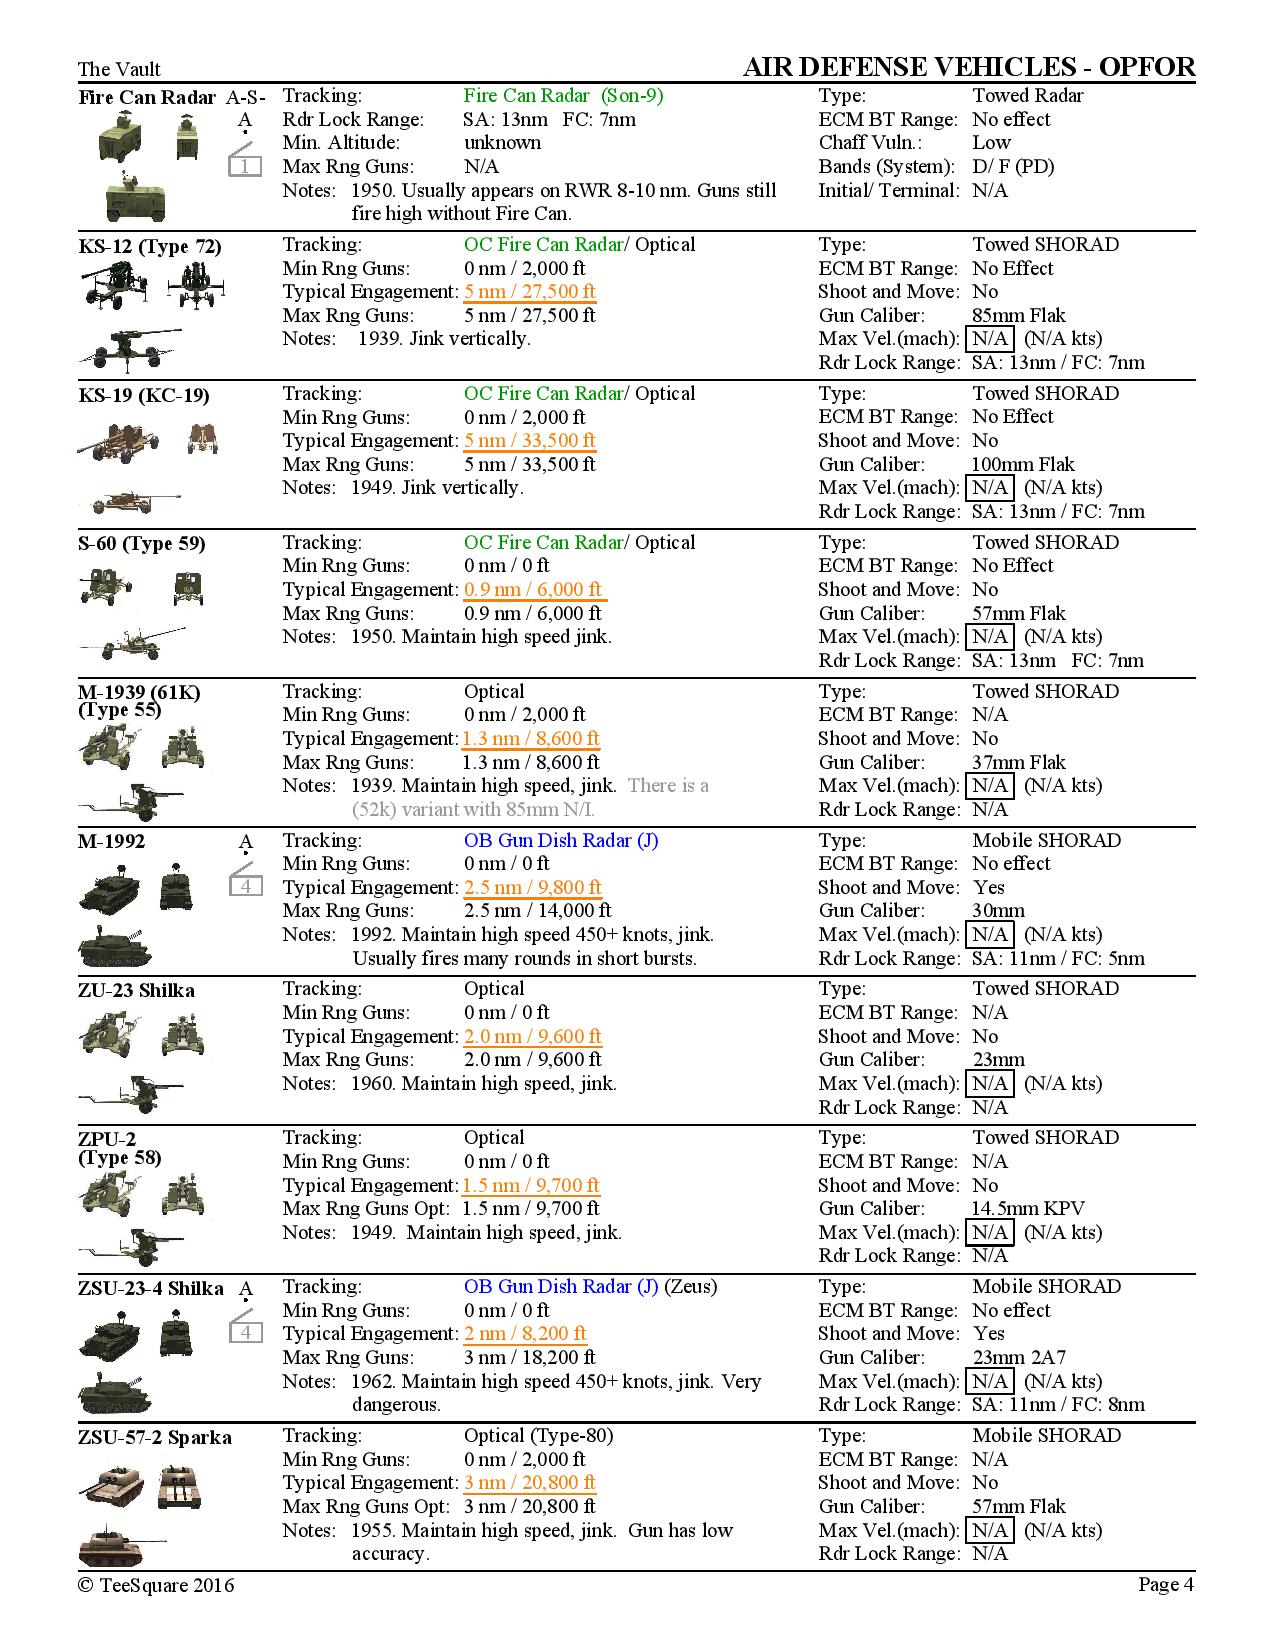 The Vault AIR DEFENSE VEHICLES - OPFOR
Fire Can Radar A-S- Tracking: Fire Can Radar (Son-9) Type: Towed Radar
A Rdr Lock Range: SA: 13nm FC: 7nm ECM BT Range: No effect
Min. Altitude: unknown Chaff Vuln.: Low
1 Max Rng Guns: N/A Bands (System): D/ F (PD)
Notes: 1950. Usually appears on RWR 8-10 nm. Guns still Initial/ Terminal: N/A
fire high without Fire Can.
KS-12 (Type 72) Tracking: OC Fire Can Radar/ Optical Type: Towed SHORAD
Min Rng Guns: 0 nm / 2,000 ft ECM BT Range: No Effect
Typical Engagement: 5 nm / 27,500 ft Shoot and Move: No
Max Rng Guns: 5 nm / 27,500 ft Gun Caliber: 85mm Flak
Notes: 1939. Jink vertically. Max Vel.(mach): N/A (N/A kts)
Rdr Lock Range: SA: 13nm / FC: 7nm
KS-19 (KC-19) Tracking: OC Fire Can Radar/ Optical Type: Towed SHORAD
Min Rng Guns: 0 nm / 2,000 ft ECM BT Range: No Effect
Typical Engagement: 5 nm / 33,500 ft Shoot and Move: No
Max Rng Guns: 5 nm / 33,500 ft Gun Caliber: 100mm Flak
Notes: 1949. Jink vertically. Max Vel.(mach): N/A (N/A kts)
Rdr Lock Range: SA: 13nm / FC: 7nm
S-60 (Type 59) Tracking: OC Fire Can Radar/ Optical Type: Towed SHORAD
Min Rng Guns: 0 nm / 0 ft ECM BT Range: No Effect
Typical Engagement: 0.9 nm / 6,000 ft Shoot and Move: No
Max Rng Guns: 0.9 nm / 6,000 ft Gun Caliber: 57mm Flak
Notes: 1950. Maintain high speed jink. Max Vel.(mach): N/A (N/A kts)
Rdr Lock Range: SA: 13nm FC: 7nm
M-1939 (61K) Tracking: Optical Type: Towed SHORAD
(Type 55) Min Rng Guns: 0 nm / 2,000 ft ECM BT Range: N/A
Typical Engagement: 1.3 nm / 8,600 ft Shoot and Move: No
Max Rng Guns: 1.3 nm / 8,600 ft Gun Caliber: 37mm Flak
Notes: 1939. Maintain high speed, jink. There is a Max Vel.(mach): N/A (N/A kts)
(52k) variant with 85mm N/I. Rdr Lock Range: N/A
M-1992 A Tracking: OB Gun Dish Radar (J) Type: Mobile SHORAD
Min Rng Guns: 0 nm / 0 ft ECM BT Range: No effect
4 Typical Engagement: 2.5 nm / 9,800 ft Shoot and Move: Yes
Max Rng Guns: 2.5 nm / 14,000 ft Gun Caliber: 30mm
Notes: 1992. Maintain high speed 450+ knots, jink. Max Vel.(mach): N/A (N/A kts)
Usually fires many rounds in short bursts. Rdr Lock Range: SA: 11nm / FC: 5nm
ZU-23 Shilka Tracking: Optical Type: Towed SHORAD
Min Rng Guns: 0 nm / 0 ft ECM BT Range: N/A
Typical Engagement: 2.0 nm / 9,600 ft Shoot and Move: No
Max Rng Guns: 2.0 nm / 9,600 ft Gun Caliber: 23mm
Notes: 1960. Maintain high speed, jink. Max Vel.(mach): N/A (N/A kts)
Rdr Lock Range: N/A
ZPU-2 Tracking: Optical Type: Towed SHORAD
(Type 58) Min Rng Guns: 0 nm / 0 ft ECM BT Range: N/A
Typical Engagement: 1.5 nm / 9,700 ft Shoot and Move: No
Max Rng Guns Opt: 1.5 nm / 9,700 ft Gun Caliber: 14.5mm KPV
Notes: 1949. Maintain high speed, jink. Max Vel.(mach): N/A (N/A kts)
Rdr Lock Range: N/A
ZSU-23-4 Shilka A Tracking: OB Gun Dish Radar (J) (Zeus) Type: Mobile SHORAD
Min Rng Guns: 0 nm / 0 ft ECM BT Range: No effect
4 Typical Engagement: 2 nm / 8,200 ft Shoot and Move: Yes
Max Rng Guns: 3 nm / 18,200 ft Gun Caliber: 23mm 2A7
Notes: 1962. Maintain high speed 450+ knots, jink. Very Max Vel.(mach): N/A (N/A kts)
dangerous. Rdr Lock Range: SA: 11nm / FC: 8nm
ZSU-57-2 Sparka Tracking: Optical (Type-80) Type: Mobile SHORAD
Min Rng Guns: 0 nm / 2,000 ft ECM BT Range: N/A
Typical Engagement: 3 nm / 20,800 ft Shoot and Move: No
Max Rng Guns Opt: 3 nm / 20,800 ft Gun Caliber: 57mm Flak
Notes: 1955. Maintain high speed, jink. Gun has low Max Vel.(mach): N/A (N/A kts)
accuracy. Rdr Lock Range: N/A
© TeeSquare 2016 Page 4